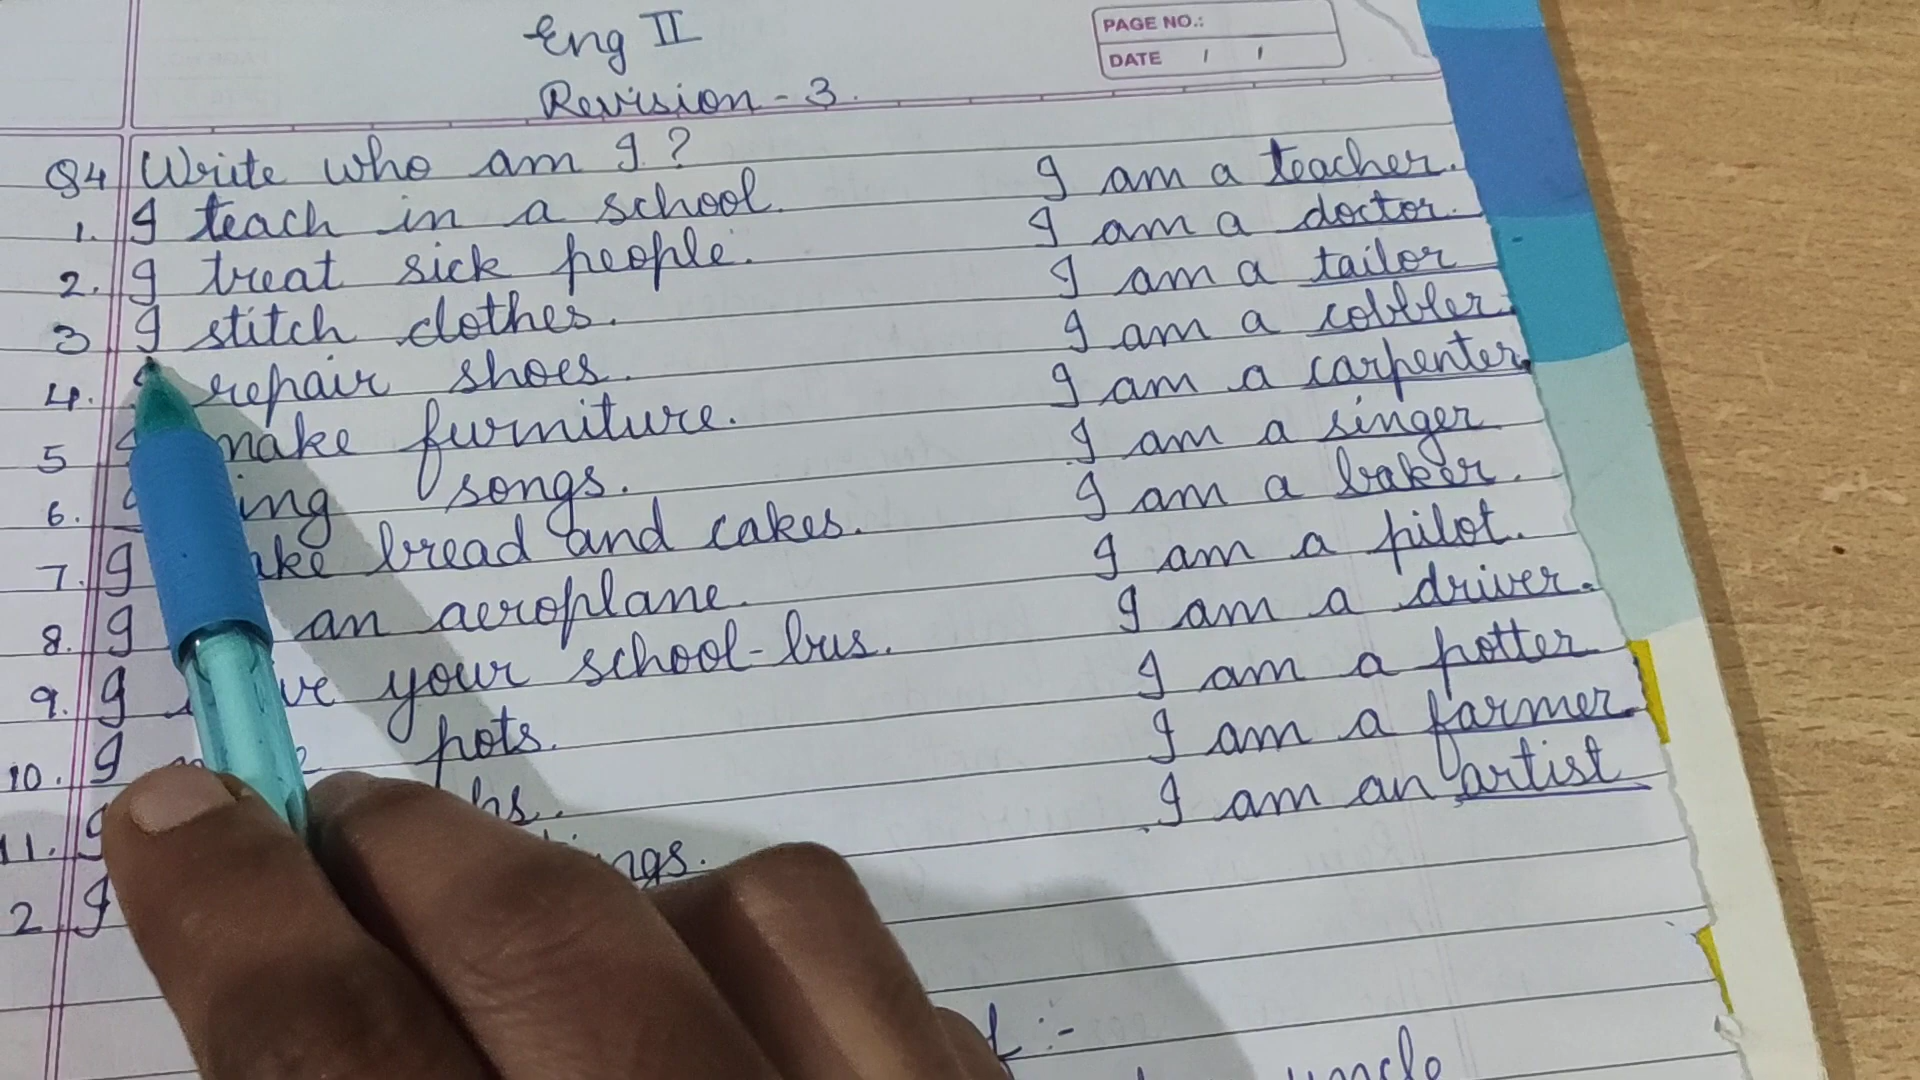 Eng II
PAGE NO.:
DATE / /
Revision - 3.
Q4 Write who am I ?
1. I teach in a school. I am a teacher.
2. I treat sick people. I am a doctor.
3 I stitch clothes. I am a tailor
4. I repair shoes. I am a cobbler.
5 I make furniture. I am a carpenter.
6. songs. I am a singer
7. I bread and cakes. I am a baker.
8. I an aeroplane. I am a pilot.
9. I your school-bus. I am a driver.
10. I pots. I am a potter
11. I am a farmer.
2 I I am an artist
:-
uncle